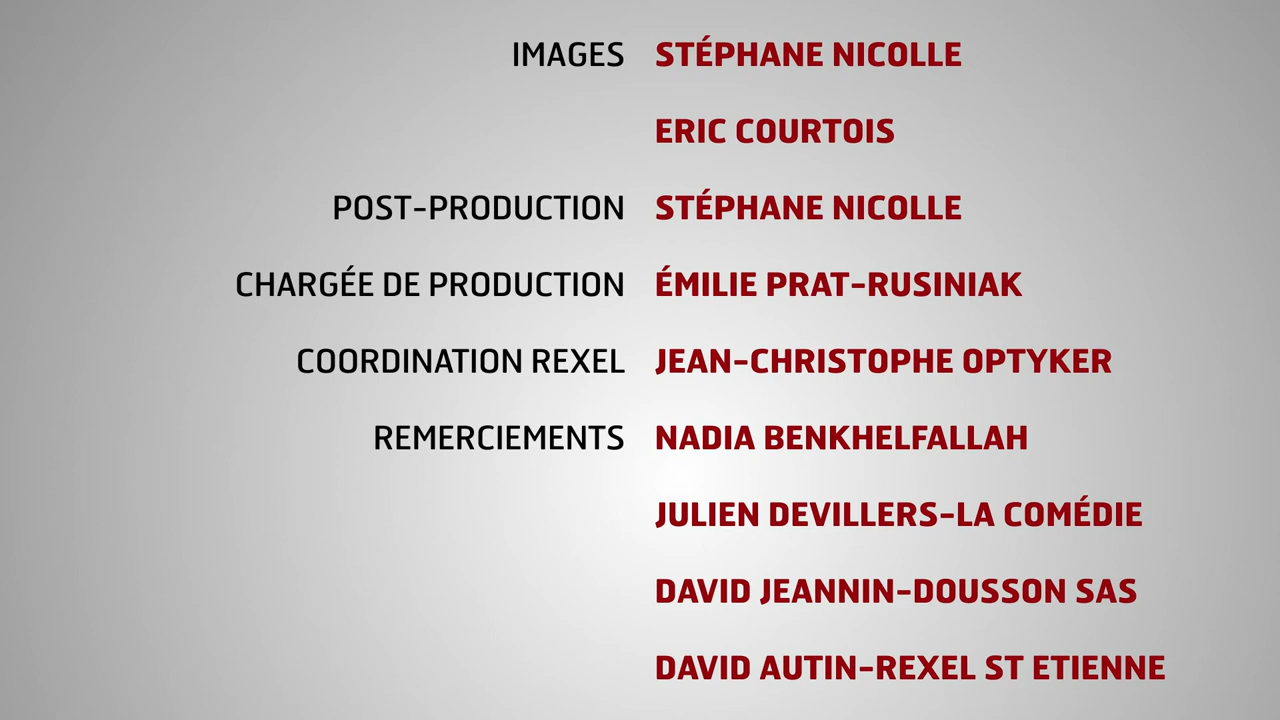 IMAGES STÉPHANE NICOLLE
ERIC COURTOIS
POST-PRODUCTION STÉPHANE NICOLLE
CHARGÉE DE PRODUCTION ÉMILIE PRAT-RUSINIAK
COORDINATION REXEL JEAN-CHRISTOPHE OPTYKER
REMERCIEMENTS NADIA BENKHELFALLAH
JULIEN DEVILLERS-LA COMÉDIE
DAVID JEANNIN-DOUSSON SAS
DAVID AUTIN-REXEL ST ETIENNE